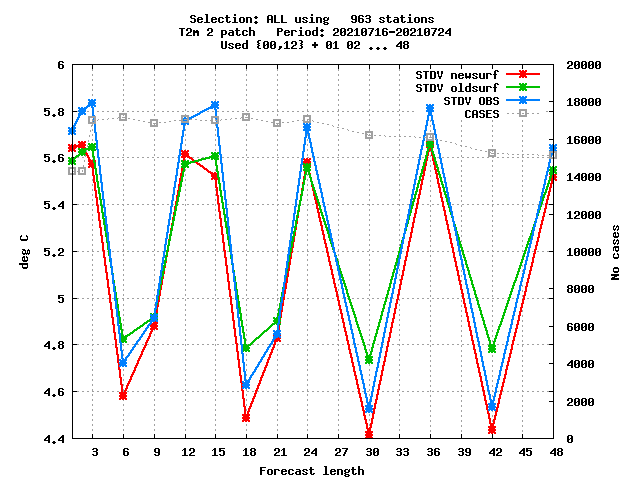 Selection: ALL using   963 stations
T2m 2 patch   Period: 20210716-20210724
Used {00,12} + 01 02 ... 48
STDV newsurf
STDV oldsurf
STDV OBS
CASES
6
5.8
5.6
5.4
5.2
5
4.8
4.6
4.4
deg C
20000
18000
16000
14000
12000
10000
8000
6000
4000
2000
0
No cases
3 6 9 12 15 18 21 24 27 30 33 36 39 42 45 48
Forecast length